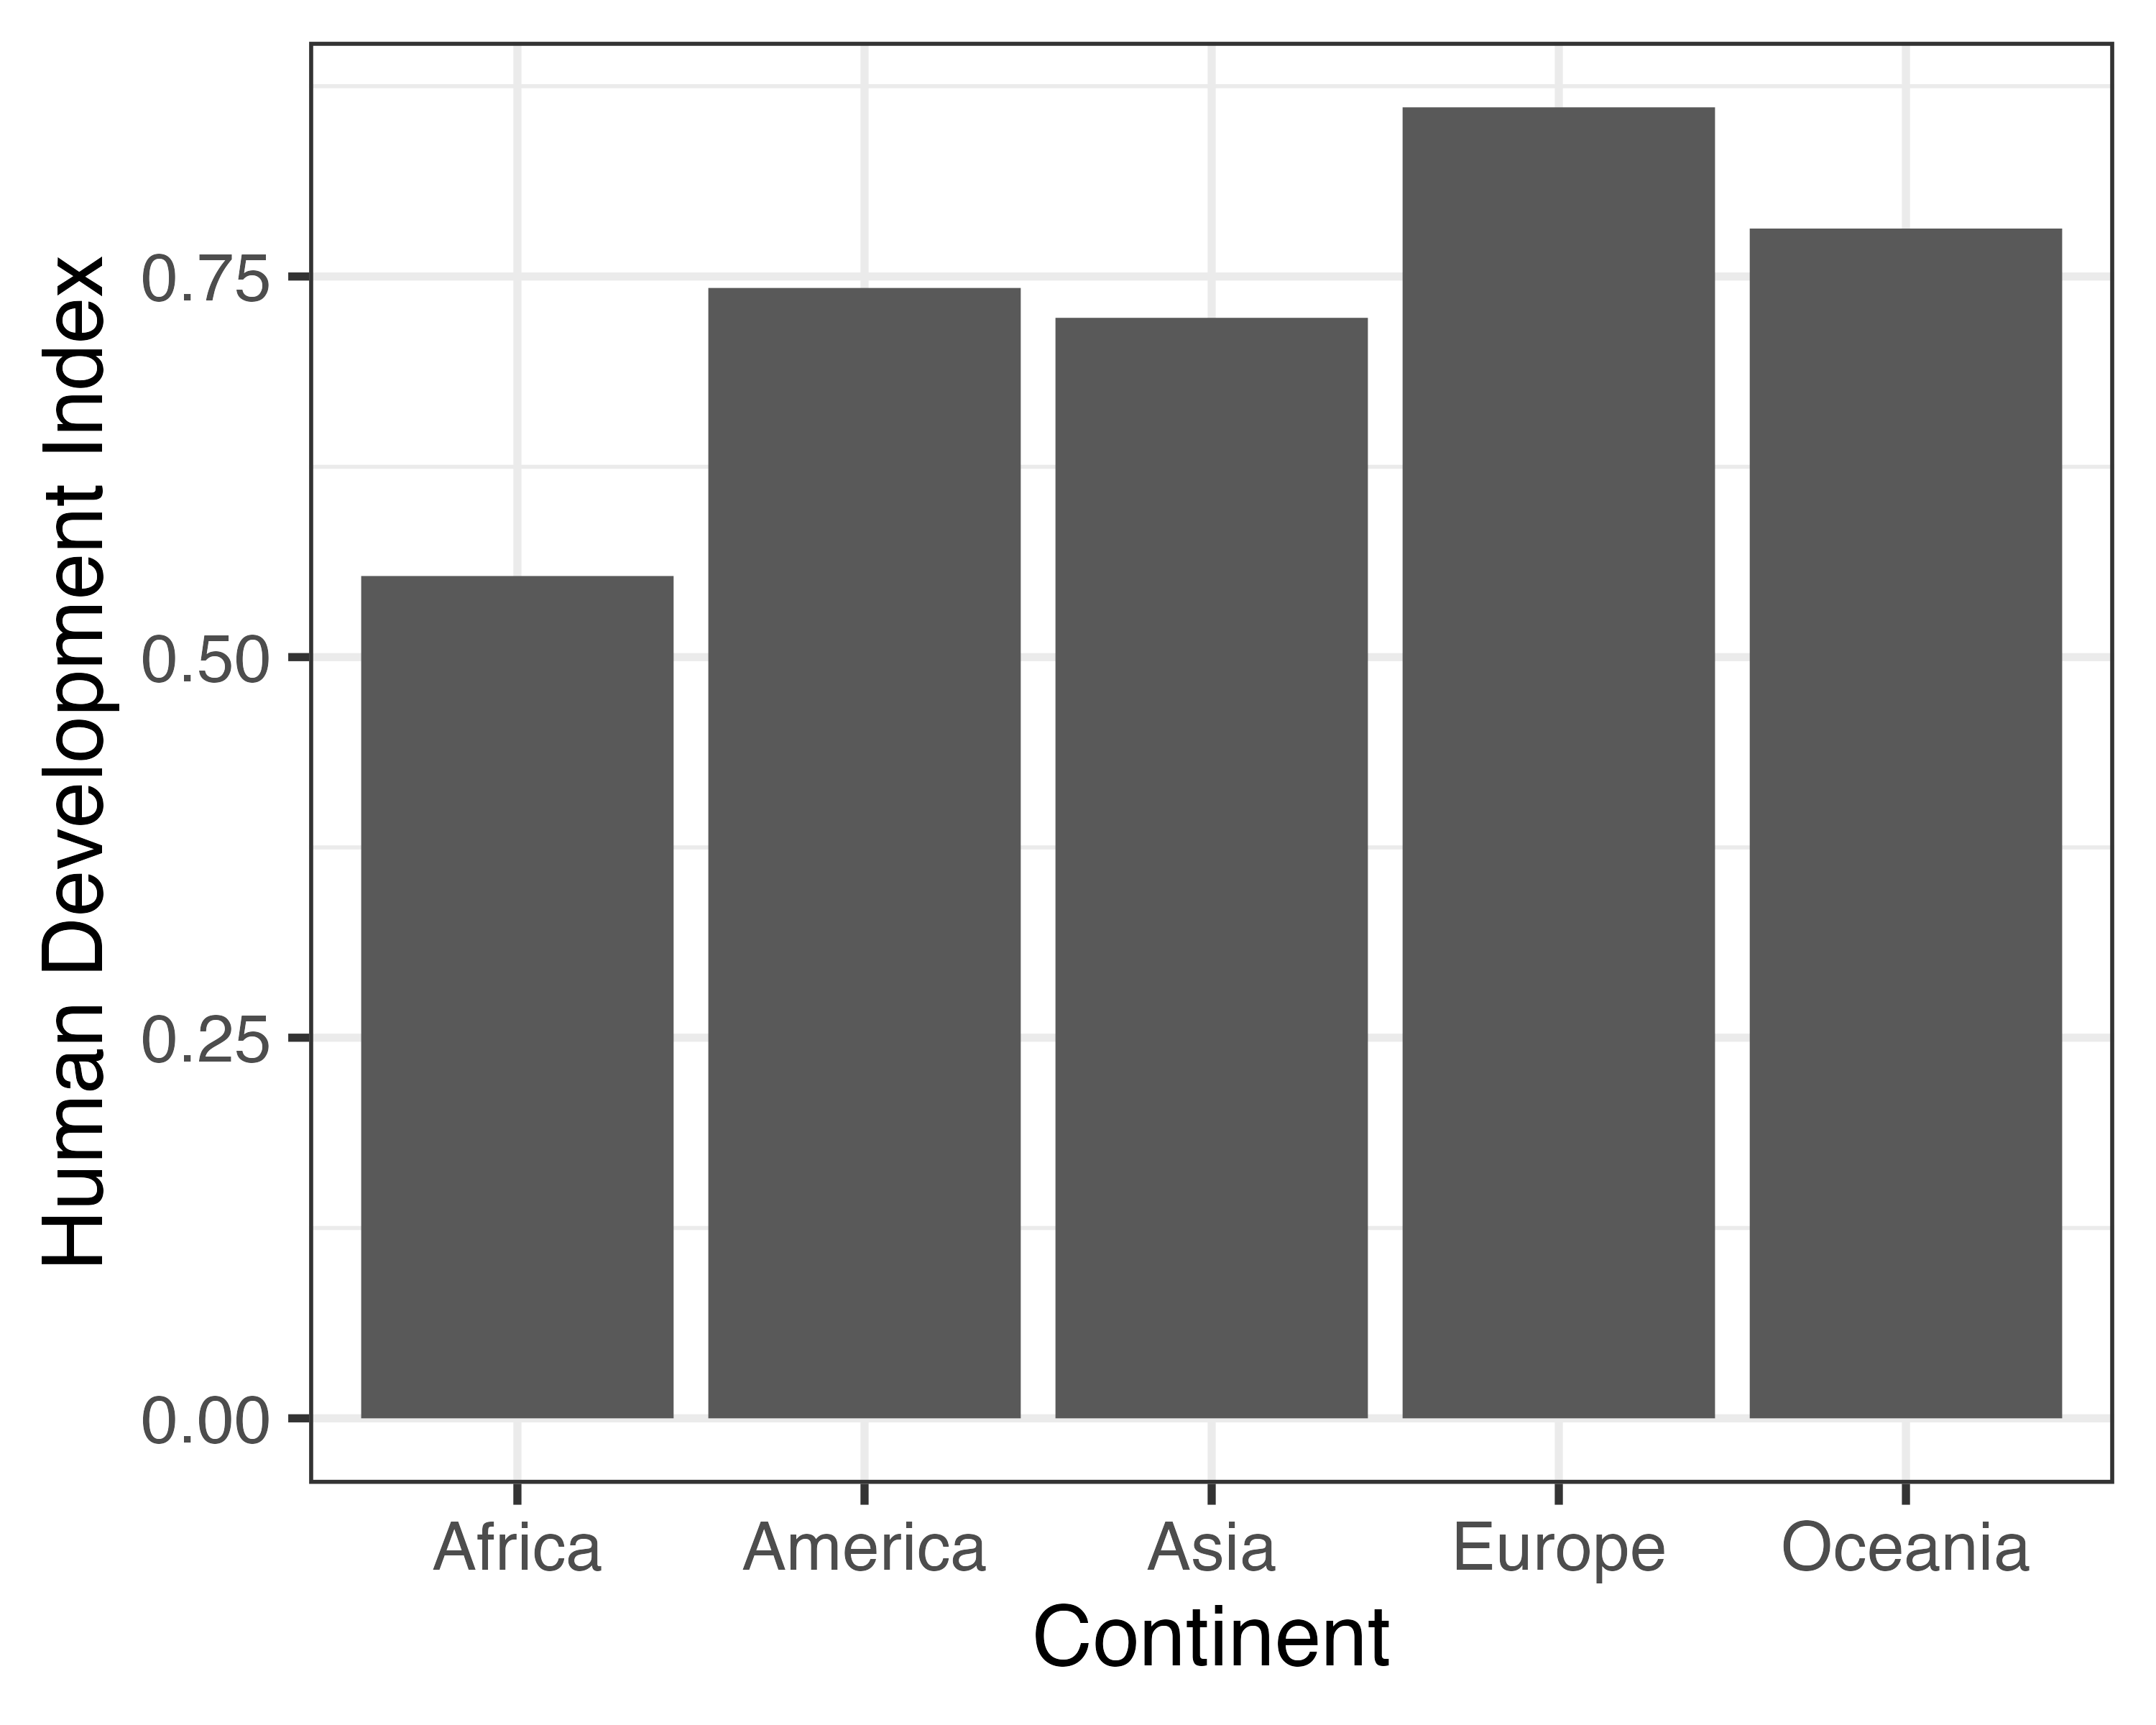 Human Development Index
0.75
0.50
0.25
0.00
Africa America Asia Europe Oceania
Continent